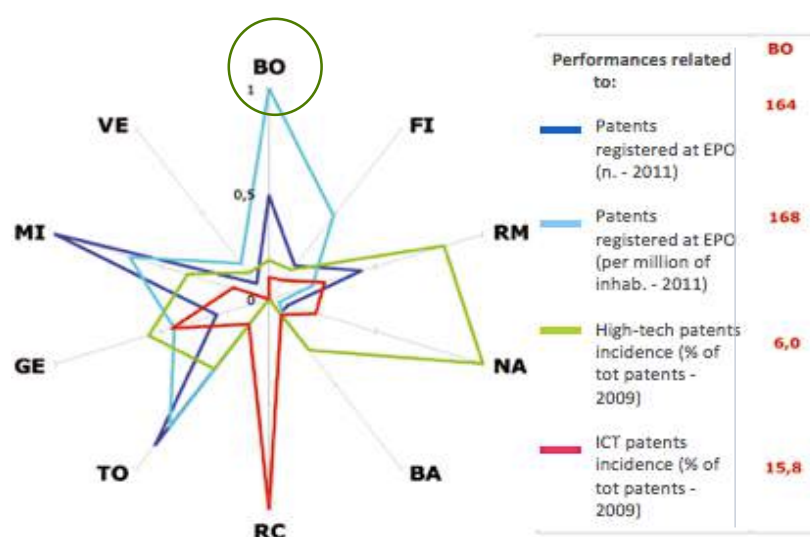 BO
1
VE
FI
0,5
MI
RM
0
GE
NA
TO
BA
RC
Performances related
to:
BO
164
Patents
registered at EPO
(n. - 2011)
Patents
168
registered at EPO
(per million of
inhab. - 2011)
High-tech patents
6,0
incidence (% of
tot patents -
2009)
ICT patents
15,8
incidence (% of
tot patents -
2009)